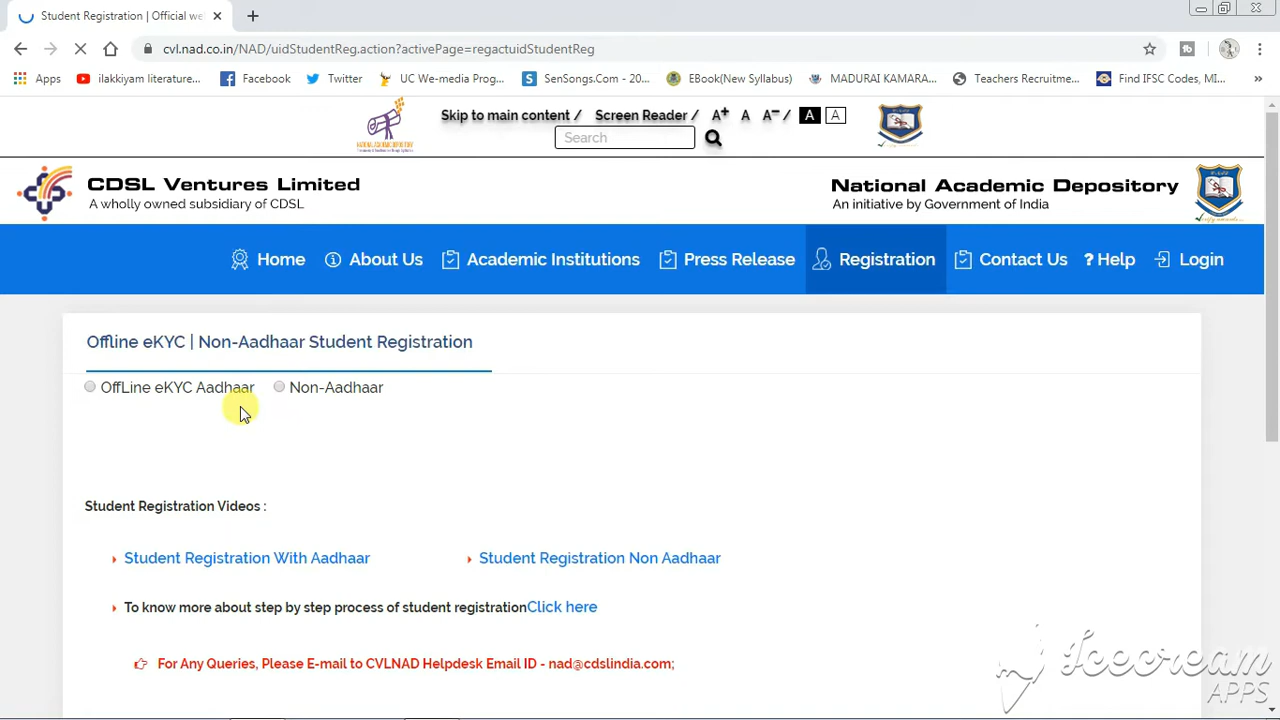 Student Registration | Official we
cvl.nad.co.in/NAD/uidStudentReg.action?activePage=regactuidStudentReg
Apps ilakkiyam literature... Facebook Twitter UC We-media Prog... SenSongs.Com - 20... EBook(New Syllabus) MADURAI KAMARA... Teachers Recruitme... Find IFSC Codes, MI... »
Skip to main content / Screen Reader / A+ A A− / A A
Search
CDSL Ventures Limited
A wholly owned subsidiary of CDSL
National Academic Depository
An initiative by Government of India
Home About Us Academic Institutions Press Release Registration Contact Us ? Help Login
Offline eKYC | Non-Aadhaar Student Registration
OffLine eKYC Aadhaar Non-Aadhaar
Student Registration Videos :
Student Registration With Aadhaar Student Registration Non Aadhaar
To know more about step by step process of student registrationClick here
For Any Queries, Please E-mail to CVLNAD Helpdesk Email ID - nad@cdslindia.com;
Icecream
APPS